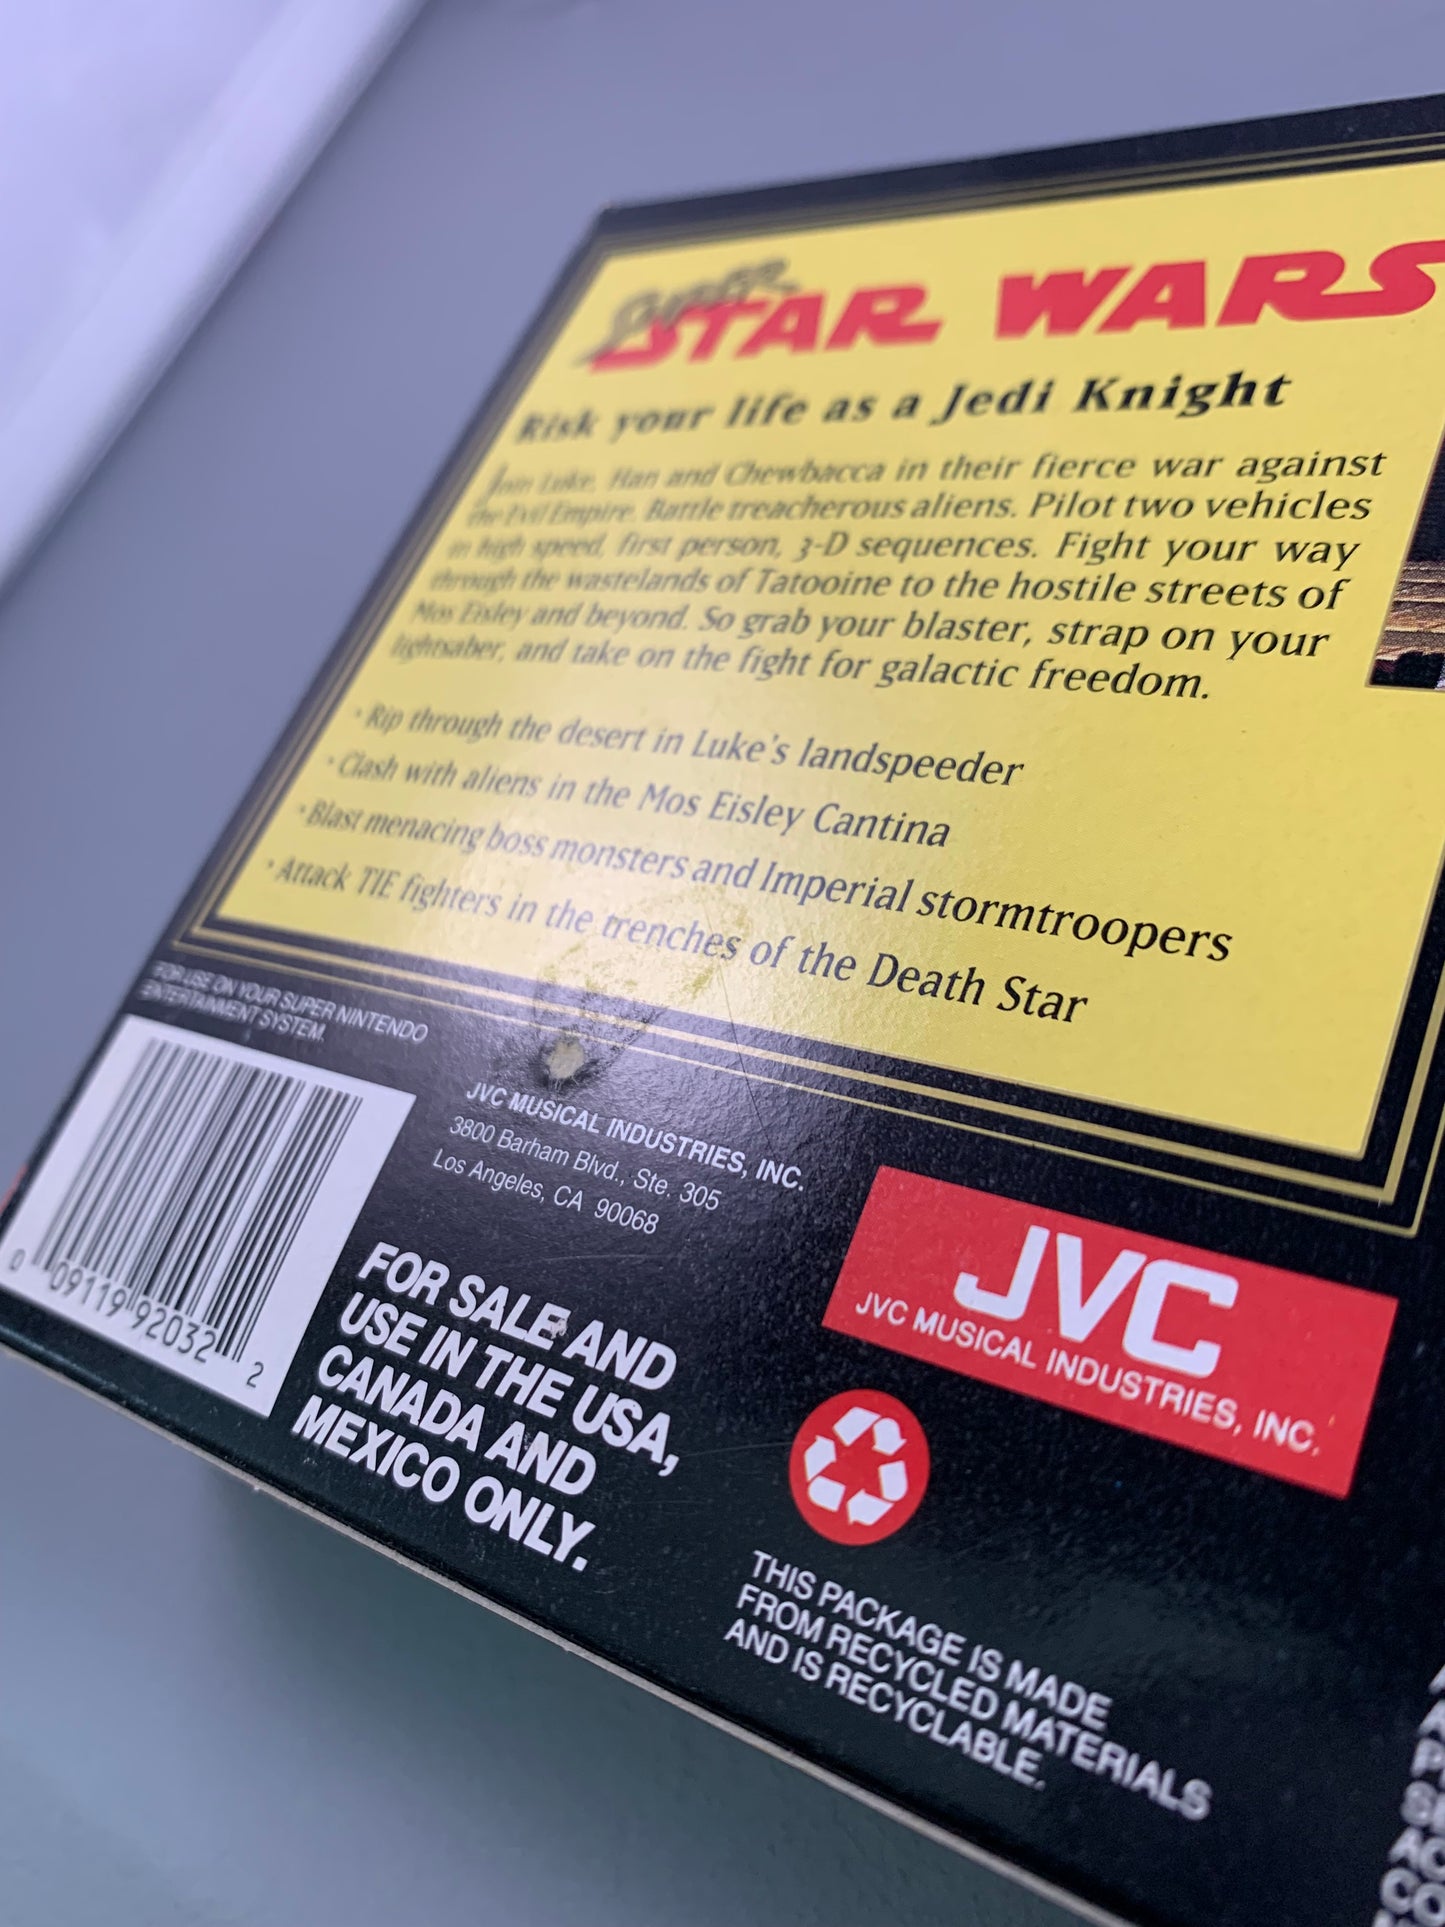 SUPER
STAR WARS
Risk your life as a Jedi Knight
Join Luke, Han and Chewbacca in their fierce war against
the Evil Empire. Battle treacherous aliens. Pilot two vehicles
in high speed, first person, 3-D sequences. Fight your way
through the wastelands of Tatooine to the hostile streets of
Mos Eisley and beyond. So grab your blaster, strap on your
lightsaber, and take on the fight for galactic freedom.
· Rip through the desert in Luke's landspeeder
· Clash with aliens in the Mos Eisley Cantina
· Blast menacing boss monsters and Imperial stormtroopers
· Attack TIE fighters in the trenches of the Death Star
FOR USE ON YOUR SUPER NINTENDO
ENTERTAINMENT SYSTEM.
0 09119 92032 2
JVC MUSICAL INDUSTRIES, INC.
3800 Barham Blvd., Ste. 305
Los Angeles, CA 90068
FOR SALE AND
USE IN THE USA,
CANADA AND
MEXICO ONLY.
JVC
JVC MUSICAL INDUSTRIES, INC.
THIS PACKAGE IS MADE
FROM RECYCLED MATERIALS
AND IS RECYCLABLE.